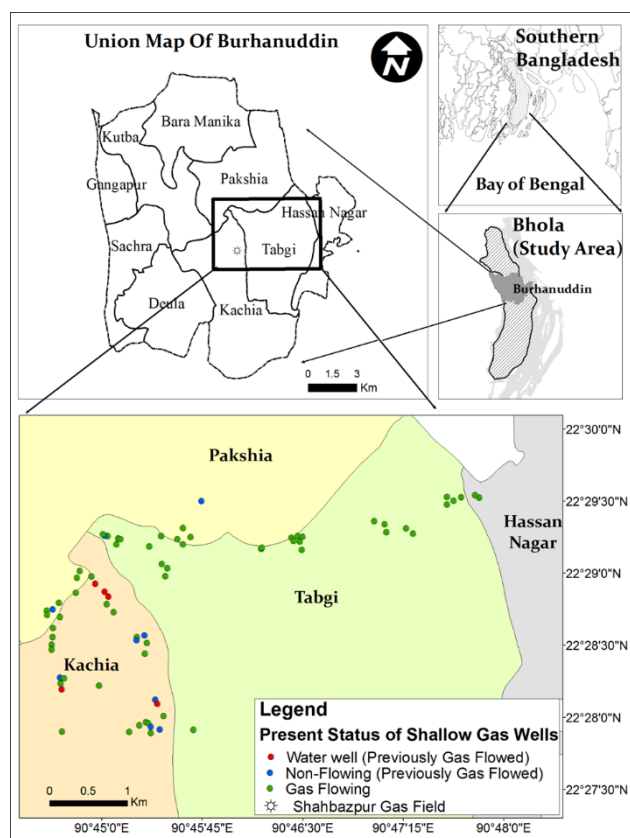 Union Map Of Burhanuddin
N
Bara Manika
Kutba
Pakshia
Gangapur
Hassan Nagar
Sachra
Tabgi
Deula
Kachia
0 1.5 3
Km
Southern
Bangladesh
Bay of Bengal
Bhola
(Study Area)
Burhanuddin
Pakshia
Hassan
Nagar
Tabgi
Kachia
22°30'0"N
22°29'30"N
22°29'0"N
22°28'30"N
22°28'0"N
22°27'30"N
Legend
Present Status of Shallow Gas Wells
Water well (Previously Gas Flowed)
Non-Flowing (Previously Gas Flowed)
Gas Flowing
Shahbazpur Gas Field
0 0.5 1
Km
90°45'0"E 90°45'45"E 90°46'30"E 90°47'15"E 90°48'0"E